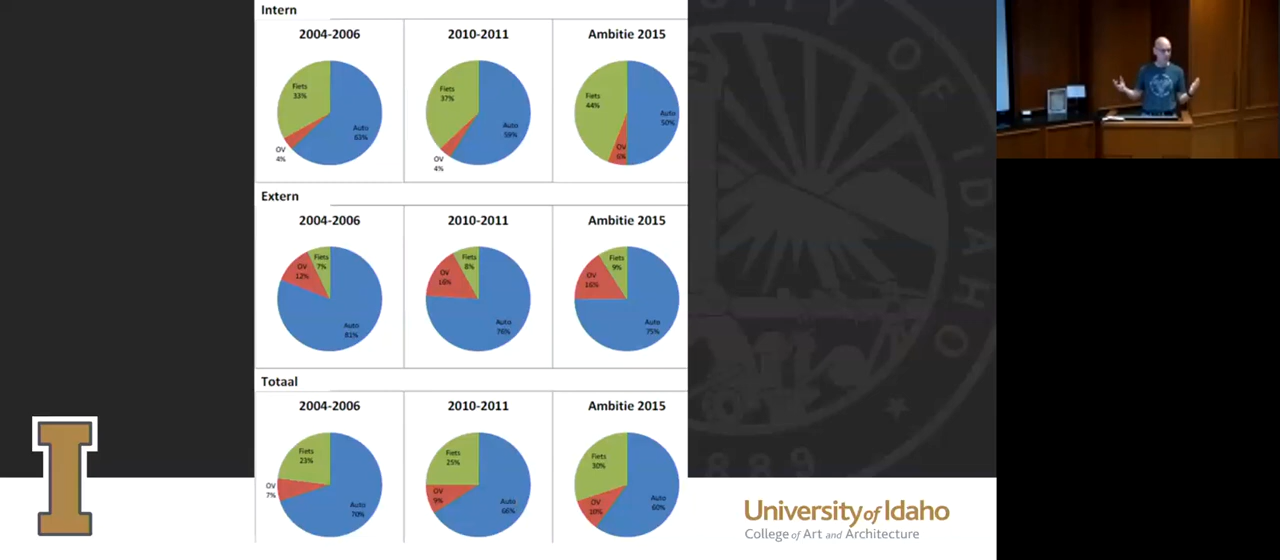 Intern
2004-2006
2010-2011
Ambitie 2015
Fiets
33%
Auto
63%
OV
4%
Fiets
37%
Auto
59%
OV
4%
Fiets
44%
Auto
50%
OV
6%
Extern
2004-2006
2010-2011
Ambitie 2015
Fiets
7%
OV
12%
Auto
81%
Fiets
8%
OV
16%
Auto
76%
Fiets
9%
OV
16%
Auto
75%
Totaal
2004-2006
2010-2011
Ambitie 2015
Fiets
23%
OV
7%
Auto
70%
Fiets
25%
OV
9%
Auto
66%
Fiets
30%
OV
10%
Auto
60%
I
University of Idaho
College of Art and Architecture
OF IDAHO
889